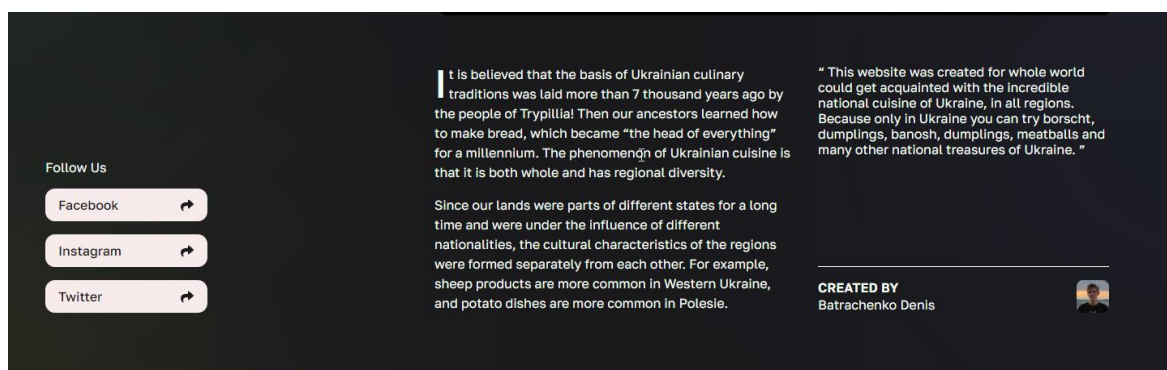 Follow Us
Facebook
Instagram
Twitter
It is believed that the basis of Ukrainian culinary
traditions was laid more than 7 thousand years ago by
the people of Trypillia! Then our ancestors learned how
to make bread, which became “the head of everything”
for a millennium. The phenomenon of Ukrainian cuisine is
that it is both whole and has regional diversity.
Since our lands were parts of different states for a long
time and were under the influence of different
nationalities, the cultural characteristics of the regions
were formed separately from each other. For example,
sheep products are more common in Western Ukraine,
and potato dishes are more common in Polesie.
“ This website was created for whole world
could get acquainted with the incredible
national cuisine of Ukraine, in all regions.
Because only in Ukraine you can try borscht,
dumplings, banosh, dumplings, meatballs and
many other national treasures of Ukraine. ”
CREATED BY
Batrachenko Denis